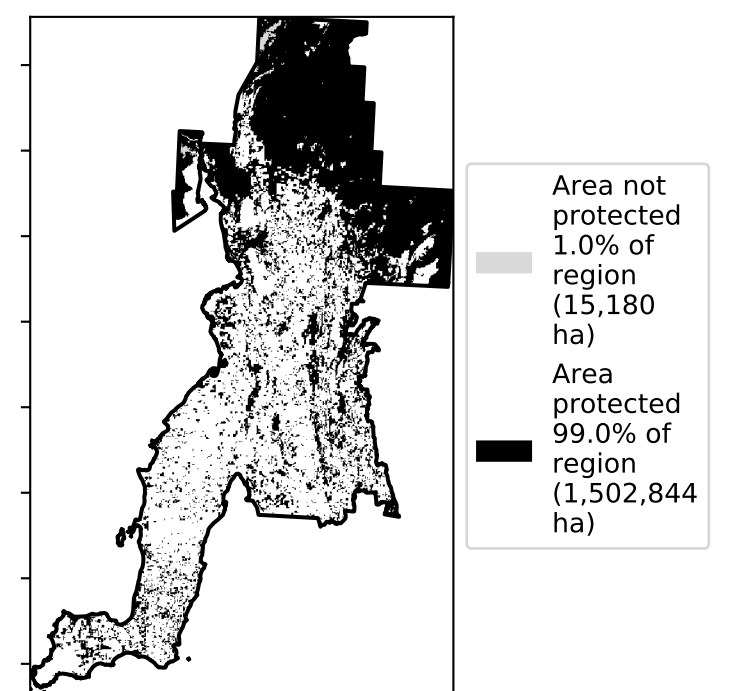 Area not
protected
1.0% of
region
(15,180
ha)
Area
protected
99.0% of
region
(1,502,844
ha)